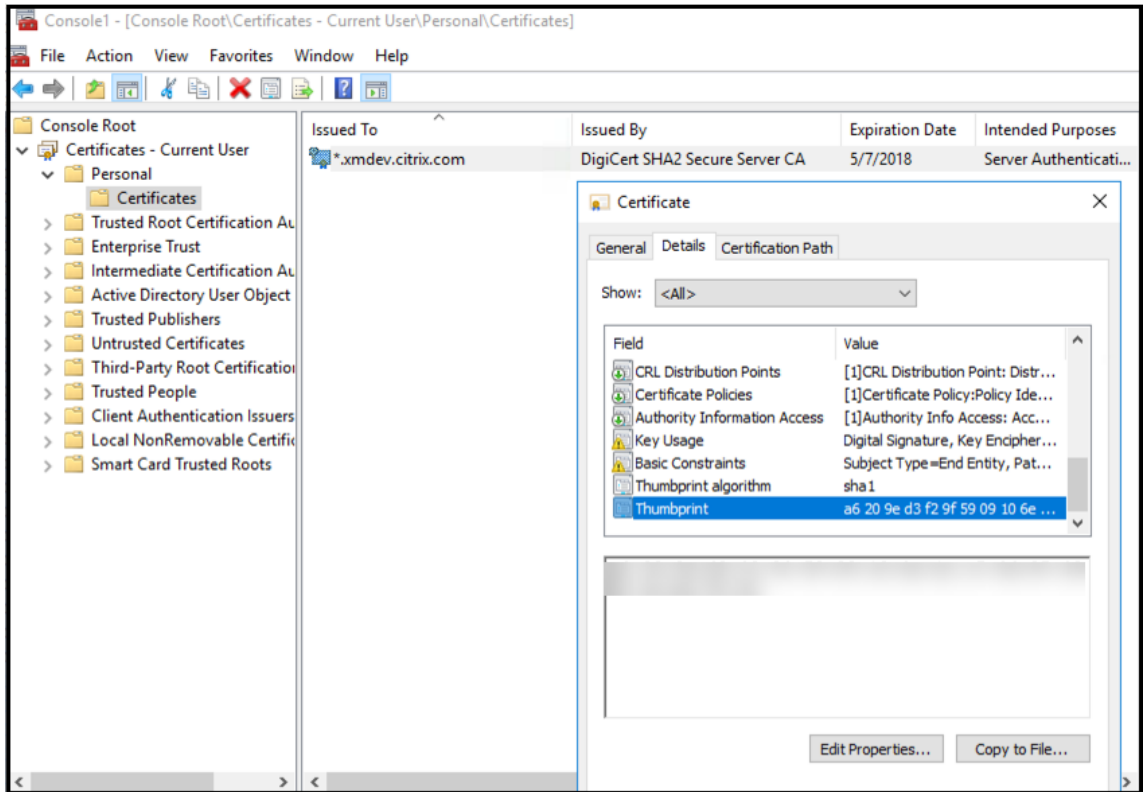 Console1 - [Console Root\Certificates - Current User\Personal\Certificates]
File Action View Favorites Window Help
Console Root
Certificates - Current User
Personal
Certificates
Trusted Root Certification Au
Enterprise Trust
Intermediate Certification Au
Active Directory User Object
Trusted Publishers
Untrusted Certificates
Third-Party Root Certification
Trusted People
Client Authentication Issuers
Local NonRemovable Certific
Smart Card Trusted Roots
Issued To Issued By Expiration Date Intended Purposes
*.xmdev.citrix.com DigiCert SHA2 Secure Server CA 5/7/2018 Server Authenticati...
Certificate
General Details Certification Path
Show: <All>
Field Value
CRL Distribution Points [1]CRL Distribution Point: Distr...
Certificate Policies [1]Certificate Policy:Policy Ide...
Authority Information Access [1]Authority Info Access: Acc...
Key Usage Digital Signature, Key Encipher...
Basic Constraints Subject Type=End Entity, Pat...
Thumbprint algorithm sha1
Thumbprint a6 20 9e d3 f2 9f 59 09 10 6e ...
Edit Properties... Copy to File...